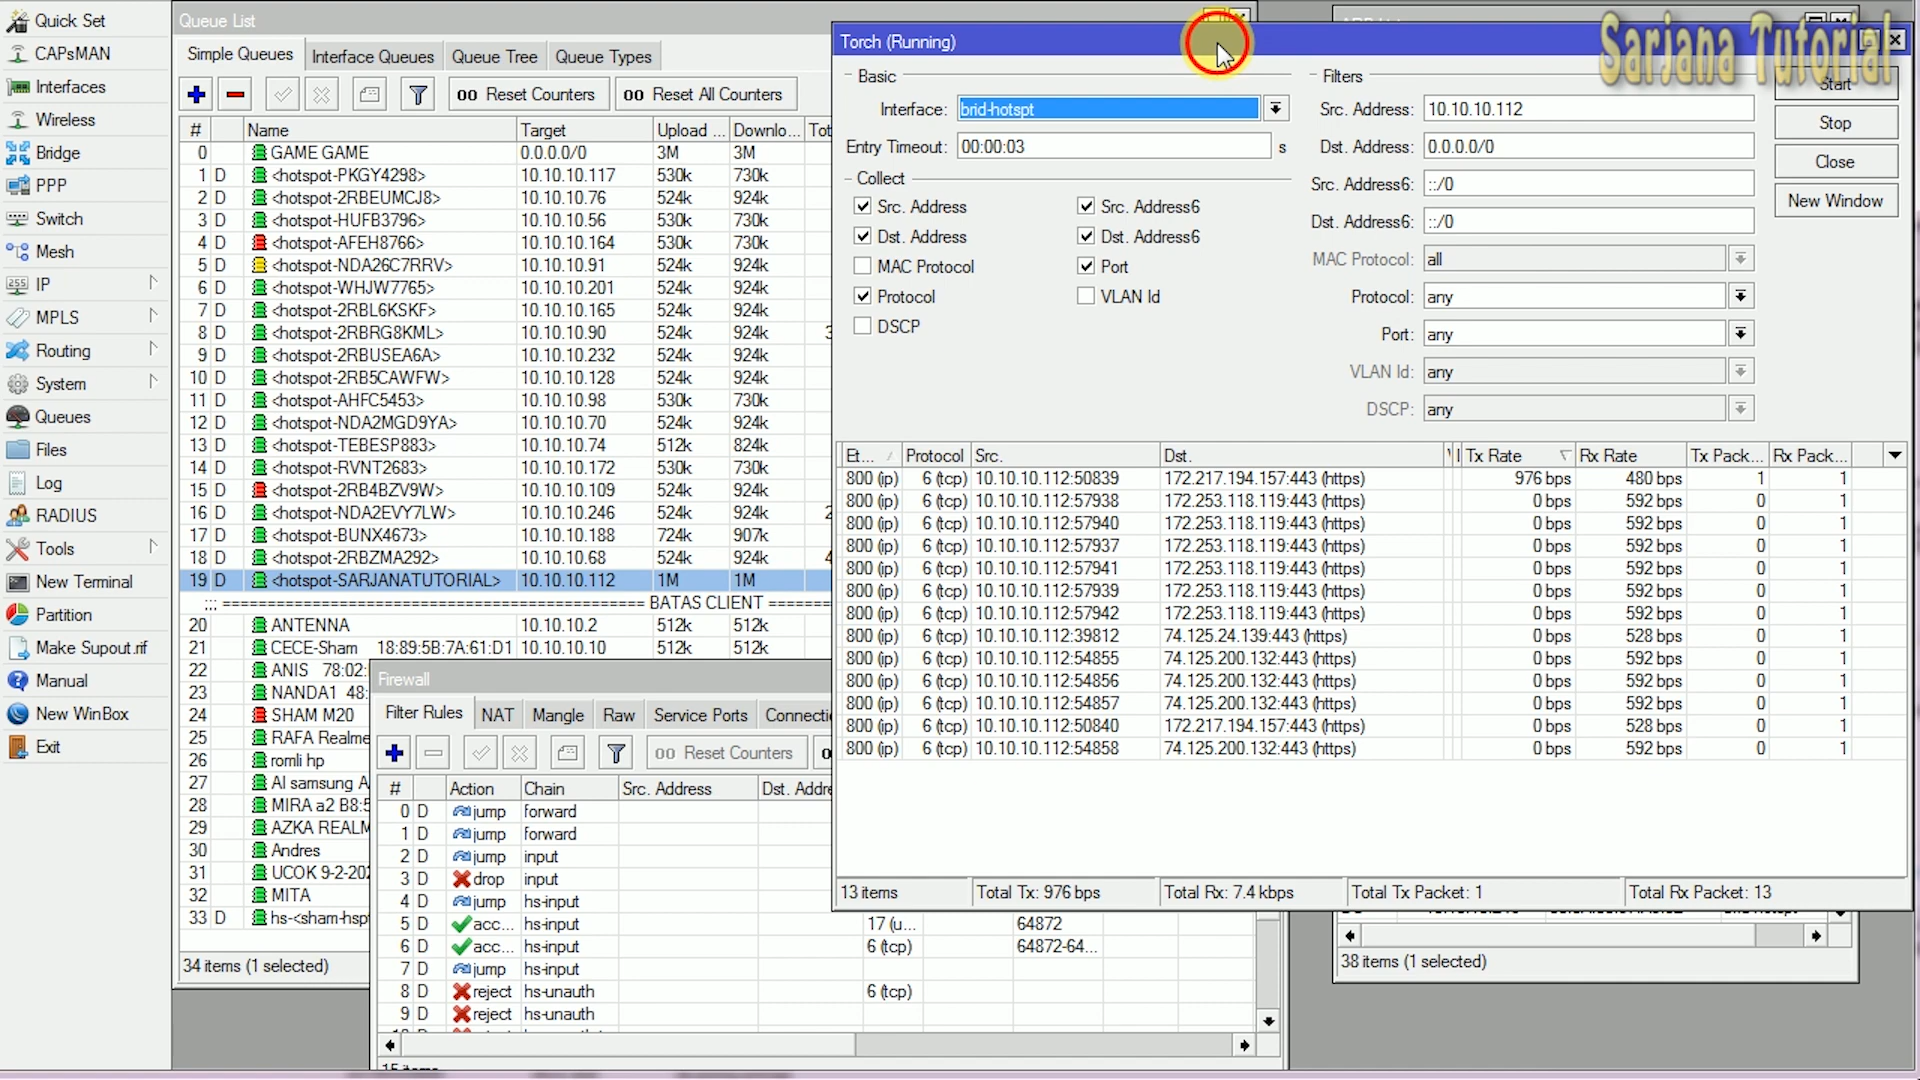 Quick Set
CAPsMAN
Interfaces
Wireless
Bridge
PPP
Switch
Mesh
IP
MPLS
Routing
System
Queues
Files
Log
RADIUS
Tools
New Terminal
Partition
Make Supout.rif
Manual
New WinBox
Exit
Queue List
Simple Queues Interface Queues Queue Tree Queue Types
00 Reset Counters 00 Reset All Counters
# Name Target Upload ... Downlo...
0 GAME GAME 0.0.0.0/0 3M 3M
1 D <hotspot-PKGY4298> 10.10.10.117 530k 730k
2 D <hotspot-2RBEUMCJ8> 10.10.10.76 524k 924k
3 D <hotspot-HUFB3796> 10.10.10.56 530k 730k
4 D <hotspot-AFEH8766> 10.10.10.164 530k 730k
5 D <hotspot-NDA26C7RRV> 10.10.10.91 524k 924k
6 D <hotspot-WHJW7765> 10.10.10.201 524k 924k
7 D <hotspot-2RBL6KSKF> 10.10.10.165 524k 924k
8 D <hotspot-2RBRG8KML> 10.10.10.90 524k 924k
9 D <hotspot-2RBUSEA6A> 10.10.10.232 524k 924k
10 D <hotspot-2RB5CAWFW> 10.10.10.128 524k 924k
11 D <hotspot-AHFC5453> 10.10.10.98 530k 730k
12 D <hotspot-NDA2MGD9YA> 10.10.10.70 524k 924k
13 D <hotspot-TEBESP883> 10.10.10.74 512k 824k
14 D <hotspot-RVNT2683> 10.10.10.172 530k 730k
15 D <hotspot-2RB4BZV9W> 10.10.10.109 524k 924k
16 D <hotspot-NDA2EVY7LW> 10.10.10.246 524k 924k
17 D <hotspot-BUNX4673> 10.10.10.188 724k 907k
18 D <hotspot-2RBZMA292> 10.10.10.68 524k 924k
19 D <hotspot-SARJANATUTORIAL> 10.10.10.112 1M 1M
::: ============================================ BATAS CLIENT =======
20 ANTENNA 10.10.10.2 512k 512k
21 CECE-Sham 18:89:5B:7A:61:D1 10.10.10.10 512k 512k
22 ANIS 78:02:
23 NANDA1 48:
24 SHAM M20
25 RAFA Realme
26 romli hp
27 Al samsung A
28 MIRA a2 B8:5
29 AZKA REALM
30 Andres
31 UCOK 9-2-202
32 MITA
33 D hs-<sham-hspt
34 items (1 selected)
Firewall
Filter Rules NAT Mangle Raw Service Ports Connecti
00 Reset Counters
# Action Chain Src. Address Dst. Addre
0 D jump forward
1 D jump forward
2 D jump input
3 D drop input
4 D jump hs-input
5 D acc... hs-input 17 (u... 64872
6 D acc... hs-input 6 (tcp) 64872-64...
7 D jump hs-input
8 D reject hs-unauth 6 (tcp)
9 D reject hs-unauth
Torch (Running)
Sarjana Tutorial
Basic
Interface: brid-hotspt
Entry Timeout: 00:00:03 s
Collect
Src. Address Src. Address6
Dst. Address Dst. Address6
MAC Protocol Port
Protocol VLAN Id
DSCP
Filters
Src. Address: 10.10.10.112
Dst. Address: 0.0.0.0/0
Src. Address6: ::/0
Dst. Address6: ::/0
MAC Protocol: all
Protocol: any
Port: any
VLAN Id: any
DSCP: any
Start
Stop
Close
New Window
Et... Protocol Src. Dst. Tx Rate Rx Rate Tx Pack... Rx Pack...
800 (ip) 6 (tcp) 10.10.10.112:50839 172.217.194.157:443 (https) 976 bps 480 bps 1 1
800 (ip) 6 (tcp) 10.10.10.112:57938 172.253.118.119:443 (https) 0 bps 592 bps 0 1
800 (ip) 6 (tcp) 10.10.10.112:57940 172.253.118.119:443 (https) 0 bps 592 bps 0 1
800 (ip) 6 (tcp) 10.10.10.112:57937 172.253.118.119:443 (https) 0 bps 592 bps 0 1
800 (ip) 6 (tcp) 10.10.10.112:57941 172.253.118.119:443 (https) 0 bps 592 bps 0 1
800 (ip) 6 (tcp) 10.10.10.112:57939 172.253.118.119:443 (https) 0 bps 592 bps 0 1
800 (ip) 6 (tcp) 10.10.10.112:57942 172.253.118.119:443 (https) 0 bps 592 bps 0 1
800 (ip) 6 (tcp) 10.10.10.112:39812 74.125.24.139:443 (https) 0 bps 528 bps 0 1
800 (ip) 6 (tcp) 10.10.10.112:54855 74.125.200.132:443 (https) 0 bps 592 bps 0 1
800 (ip) 6 (tcp) 10.10.10.112:54856 74.125.200.132:443 (https) 0 bps 592 bps 0 1
800 (ip) 6 (tcp) 10.10.10.112:54857 74.125.200.132:443 (https) 0 bps 592 bps 0 1
800 (ip) 6 (tcp) 10.10.10.112:50840 172.217.194.157:443 (https) 0 bps 528 bps 0 1
800 (ip) 6 (tcp) 10.10.10.112:54858 74.125.200.132:443 (https) 0 bps 592 bps 0 1
13 items Total Tx: 976 bps Total Rx: 7.4 kbps Total Tx Packet: 1 Total Rx Packet: 13
38 items (1 selected)